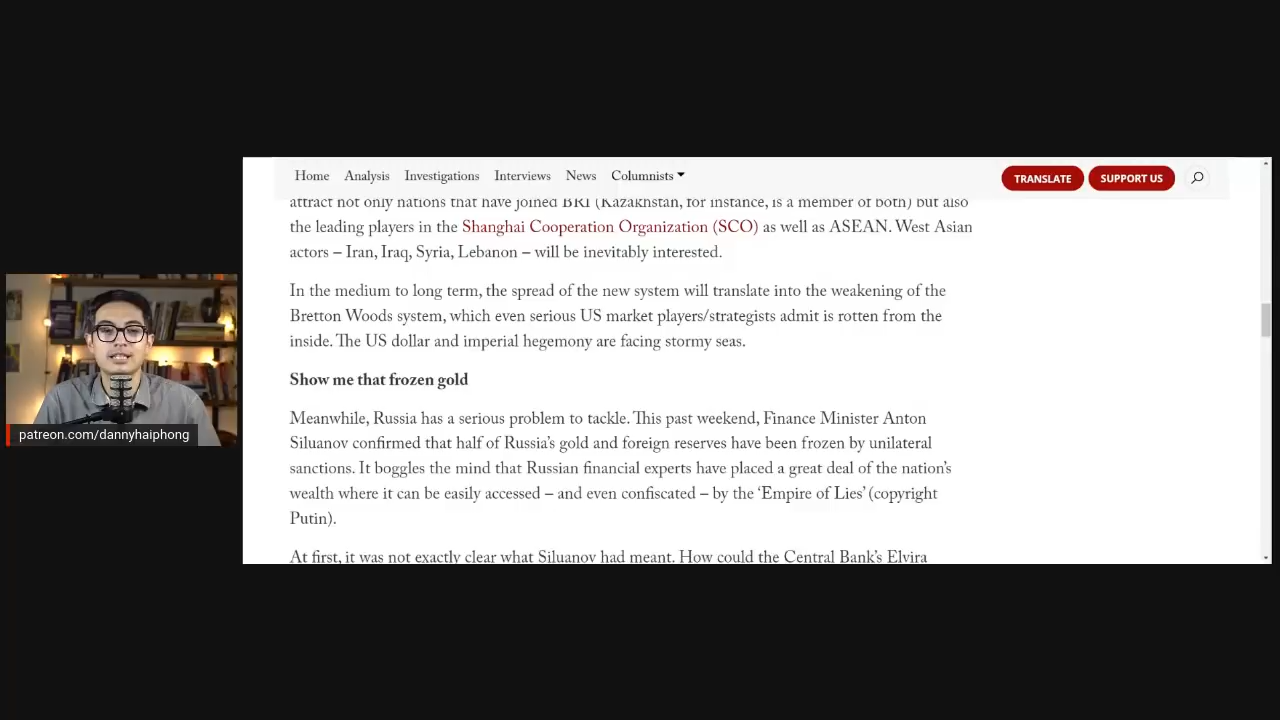 Home Analysis Investigations Interviews News Columnists TRANSLATE SUPPORT US
attract not only nations that have joined BRI (Kazakhstan, for instance, is a member of both) but also
the leading players in the Shanghai Cooperation Organization (SCO) as well as ASEAN. West Asian
actors – Iran, Iraq, Syria, Lebanon – will be inevitably interested.
In the medium to long term, the spread of the new system will translate into the weakening of the
Bretton Woods system, which even serious US market players/strategists admit is rotten from the
inside. The US dollar and imperial hegemony are facing stormy seas.
Show me that frozen gold
Meanwhile, Russia has a serious problem to tackle. This past weekend, Finance Minister Anton
Siluanov confirmed that half of Russia’s gold and foreign reserves have been frozen by unilateral
sanctions. It boggles the mind that Russian financial experts have placed a great deal of the nation’s
wealth where it can be easily accessed – and even confiscated – by the ‘Empire of Lies’ (copyright
Putin).
At first, it was not exactly clear what Siluanov had meant. How could the Central Bank’s Elvira
patreon.com/dannyhaiphong